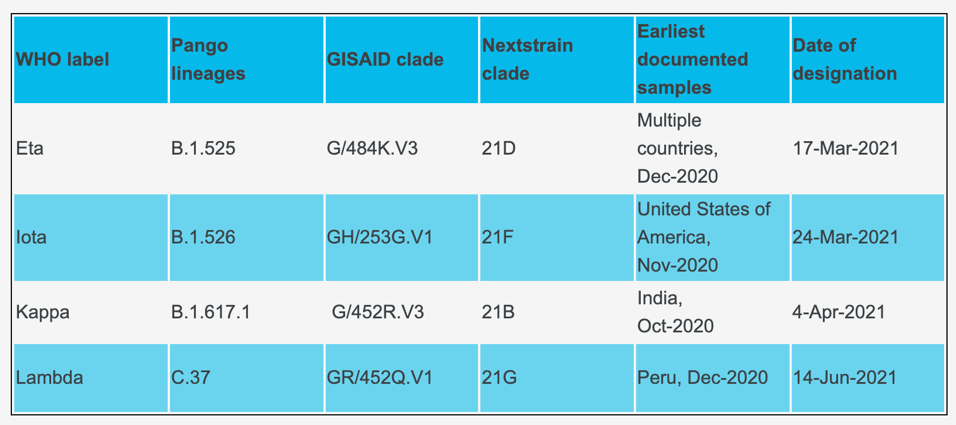 WHO label
Pango
lineages
GISAID clade
Nextstrain
clade
Earliest
documented
samples
Date of
designation
Eta
B.1.525
G/484K.V3
21D
Multiple
countries,
Dec-2020
17-Mar-2021
Iota
B.1.526
GH/253G.V1
21F
United States of
America,
Nov-2020
24-Mar-2021
Kappa
B.1.617.1
G/452R.V3
21B
India,
Oct-2020
4-Apr-2021
Lambda
C.37
GR/452Q.V1
21G
Peru, Dec-2020
14-Jun-2021